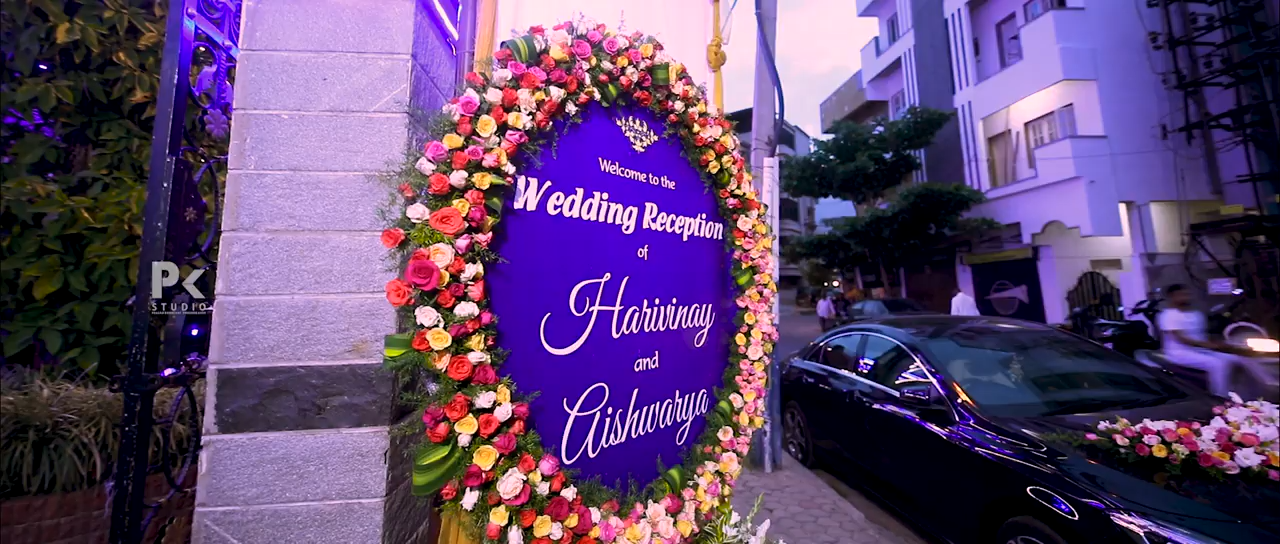 Welcome to the
Wedding Reception
of
Harivinay
and
Aishwarya
PK
STUDIO